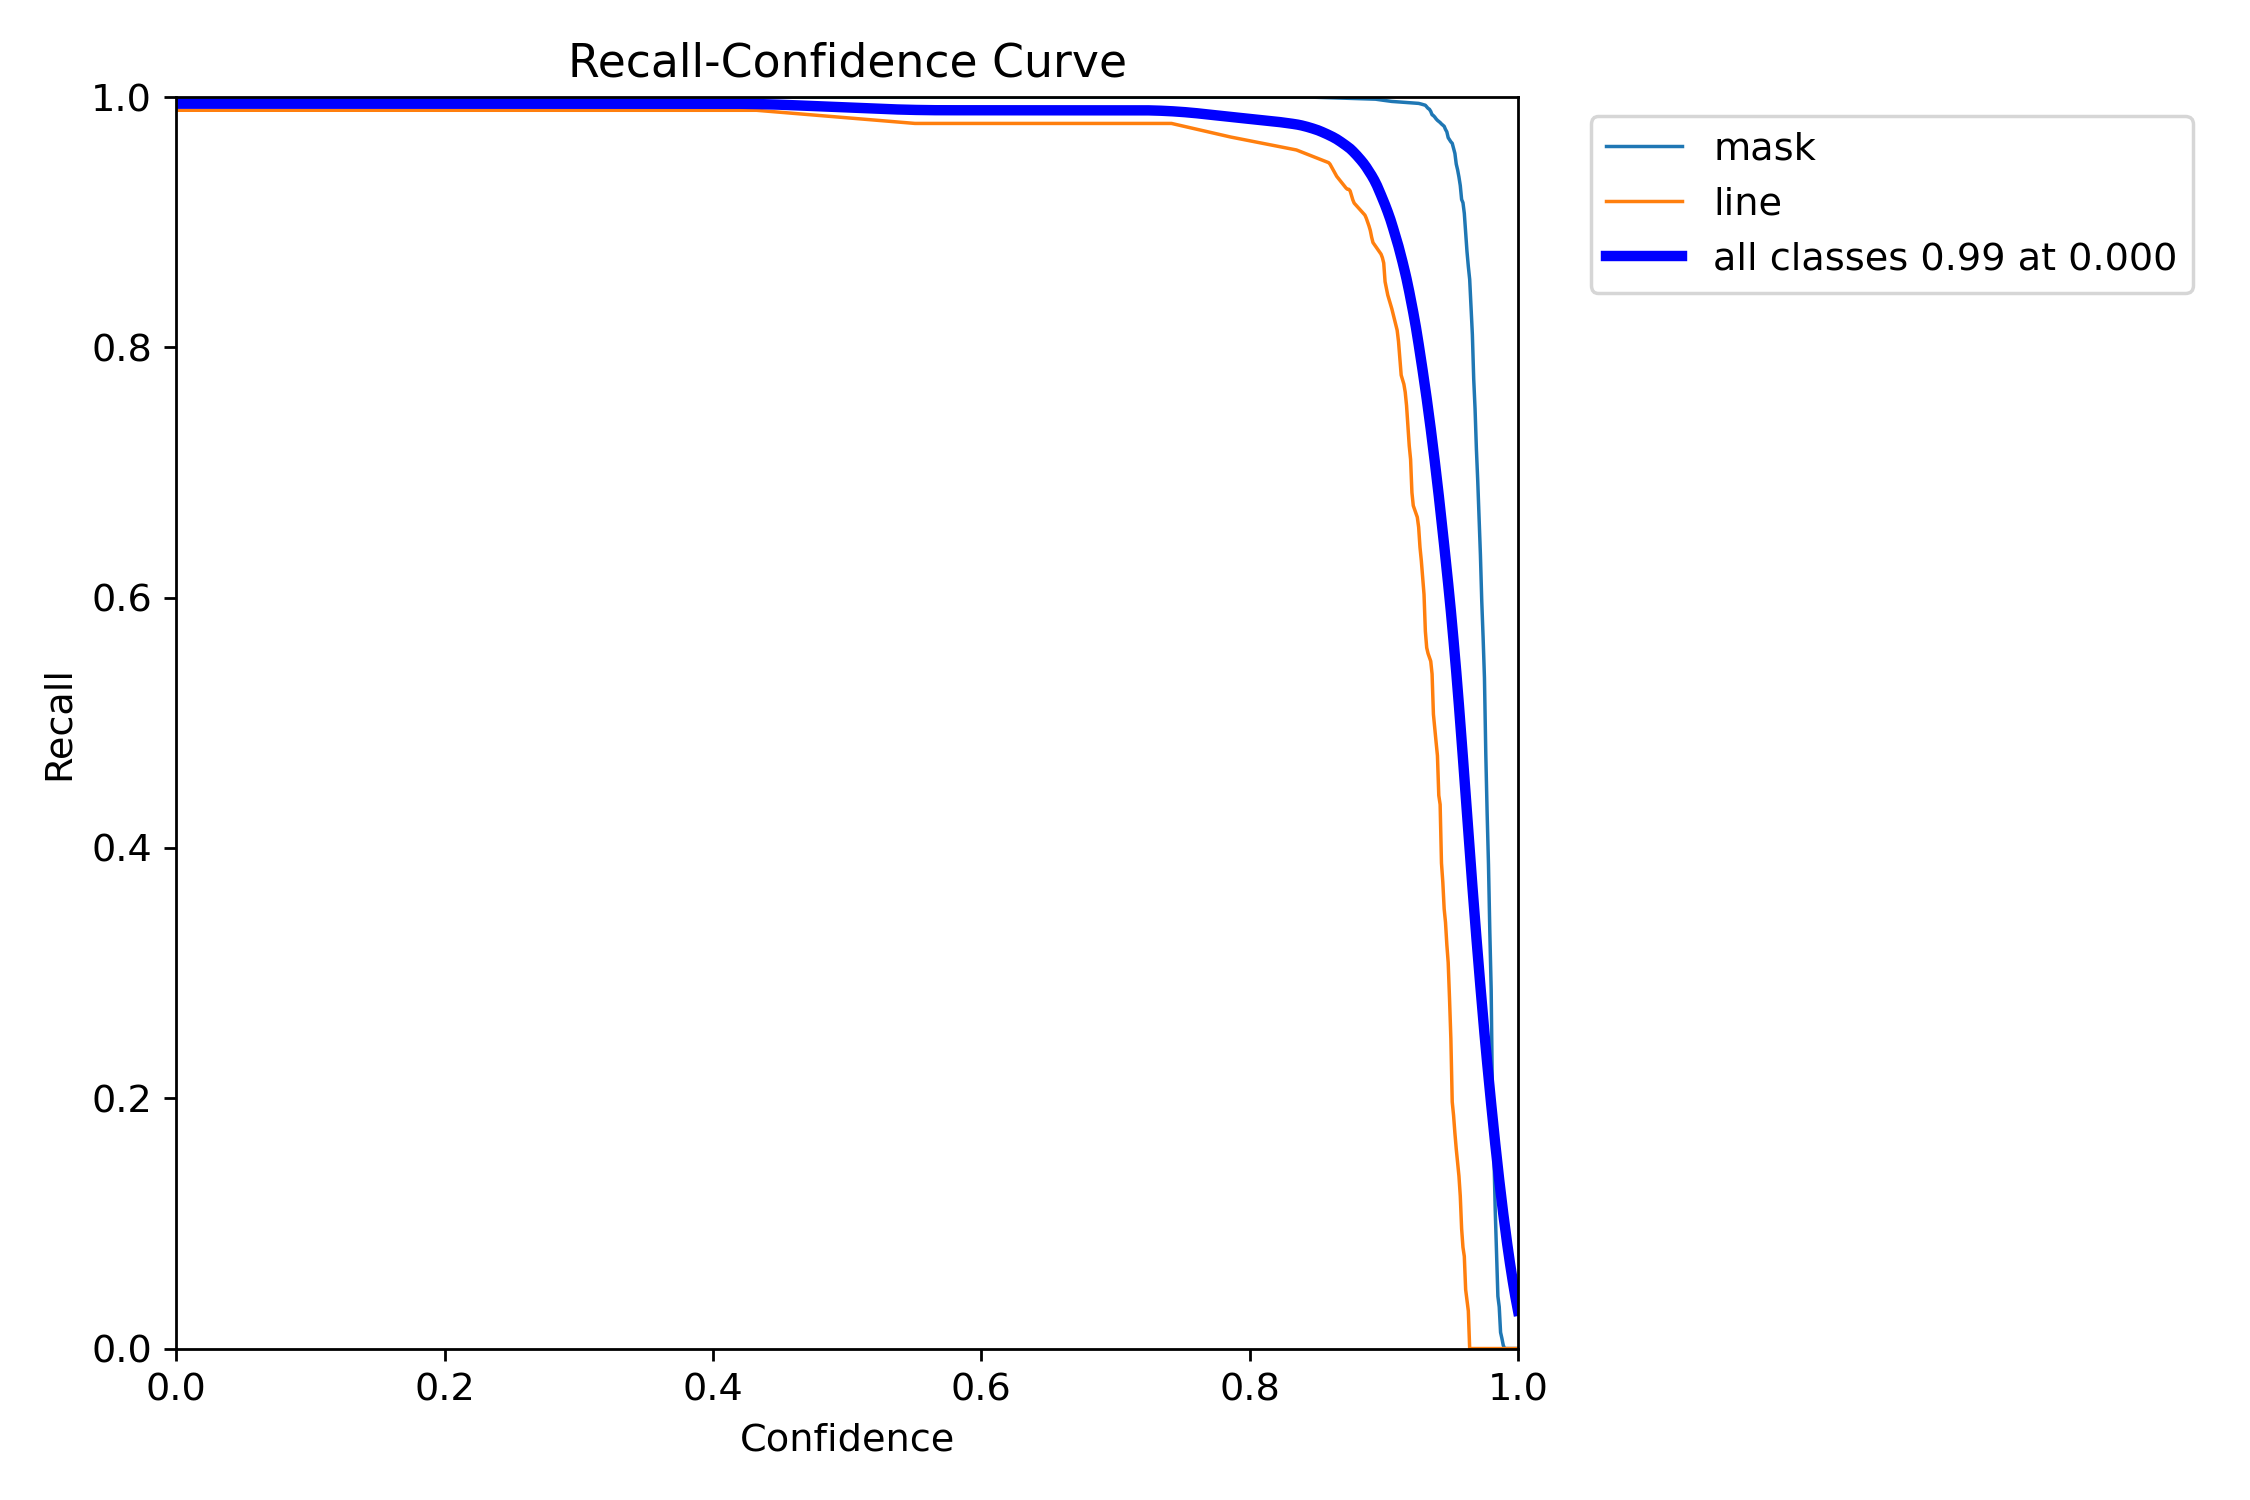 Recall-Confidence Curve
1.0
0.8
0.6
0.4
0.2
0.0
Recall
0.0 0.2 0.4 0.6 0.8 1.0
Confidence
mask
line
all classes 0.99 at 0.000